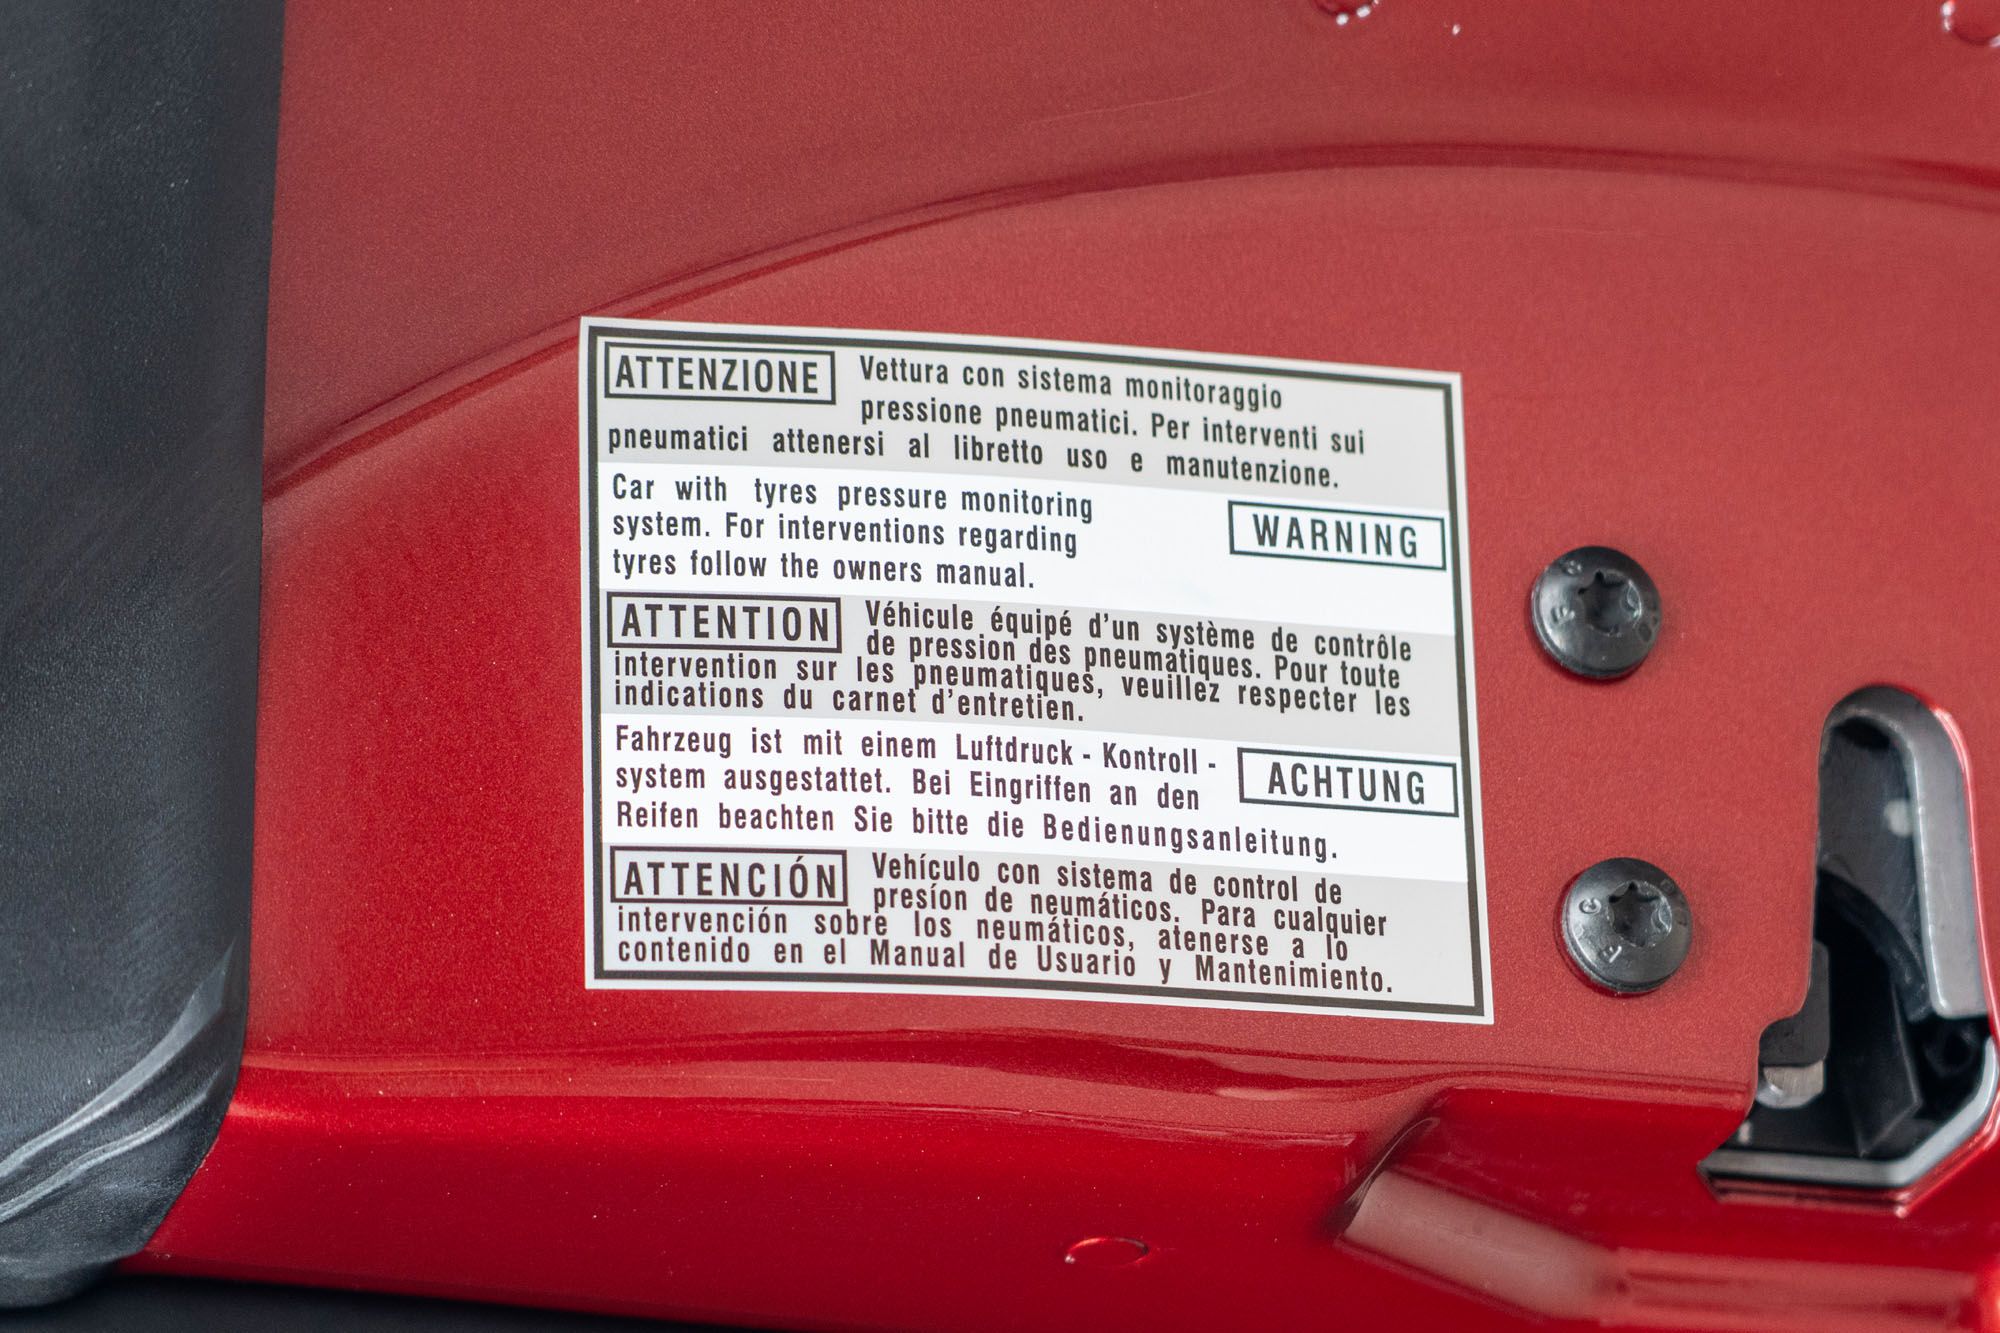 ATTENZIONE Vettura con sistema monitoraggio
pressione pneumatici. Per interventi sui
pneumatici attenersi al libretto uso e manutenzione.
Car with tyres pressure monitoring
system. For interventions regarding
tyres follow the owners manual.
WARNING
ATTENTION Véhicule équipé d'un système de contrôle
de pression des pneumatiques. Pour toute
intervention sur les pneumatiques, veuillez respecter les
indications du carnet d'entretien.
Fahrzeug ist mit einem Luftdruck - Kontroll -
system ausgestattet. Bei Eingriffen an den
Reifen beachten Sie bitte die Bedienungsanleitung.
ACHTUNG
ATTENCIÓN Vehículo con sistema de control de
presíon de neumáticos. Para cualquier
intervención sobre los neumáticos, atenerse a lo
contenido en el Manual de Usuario y Mantenimiento.